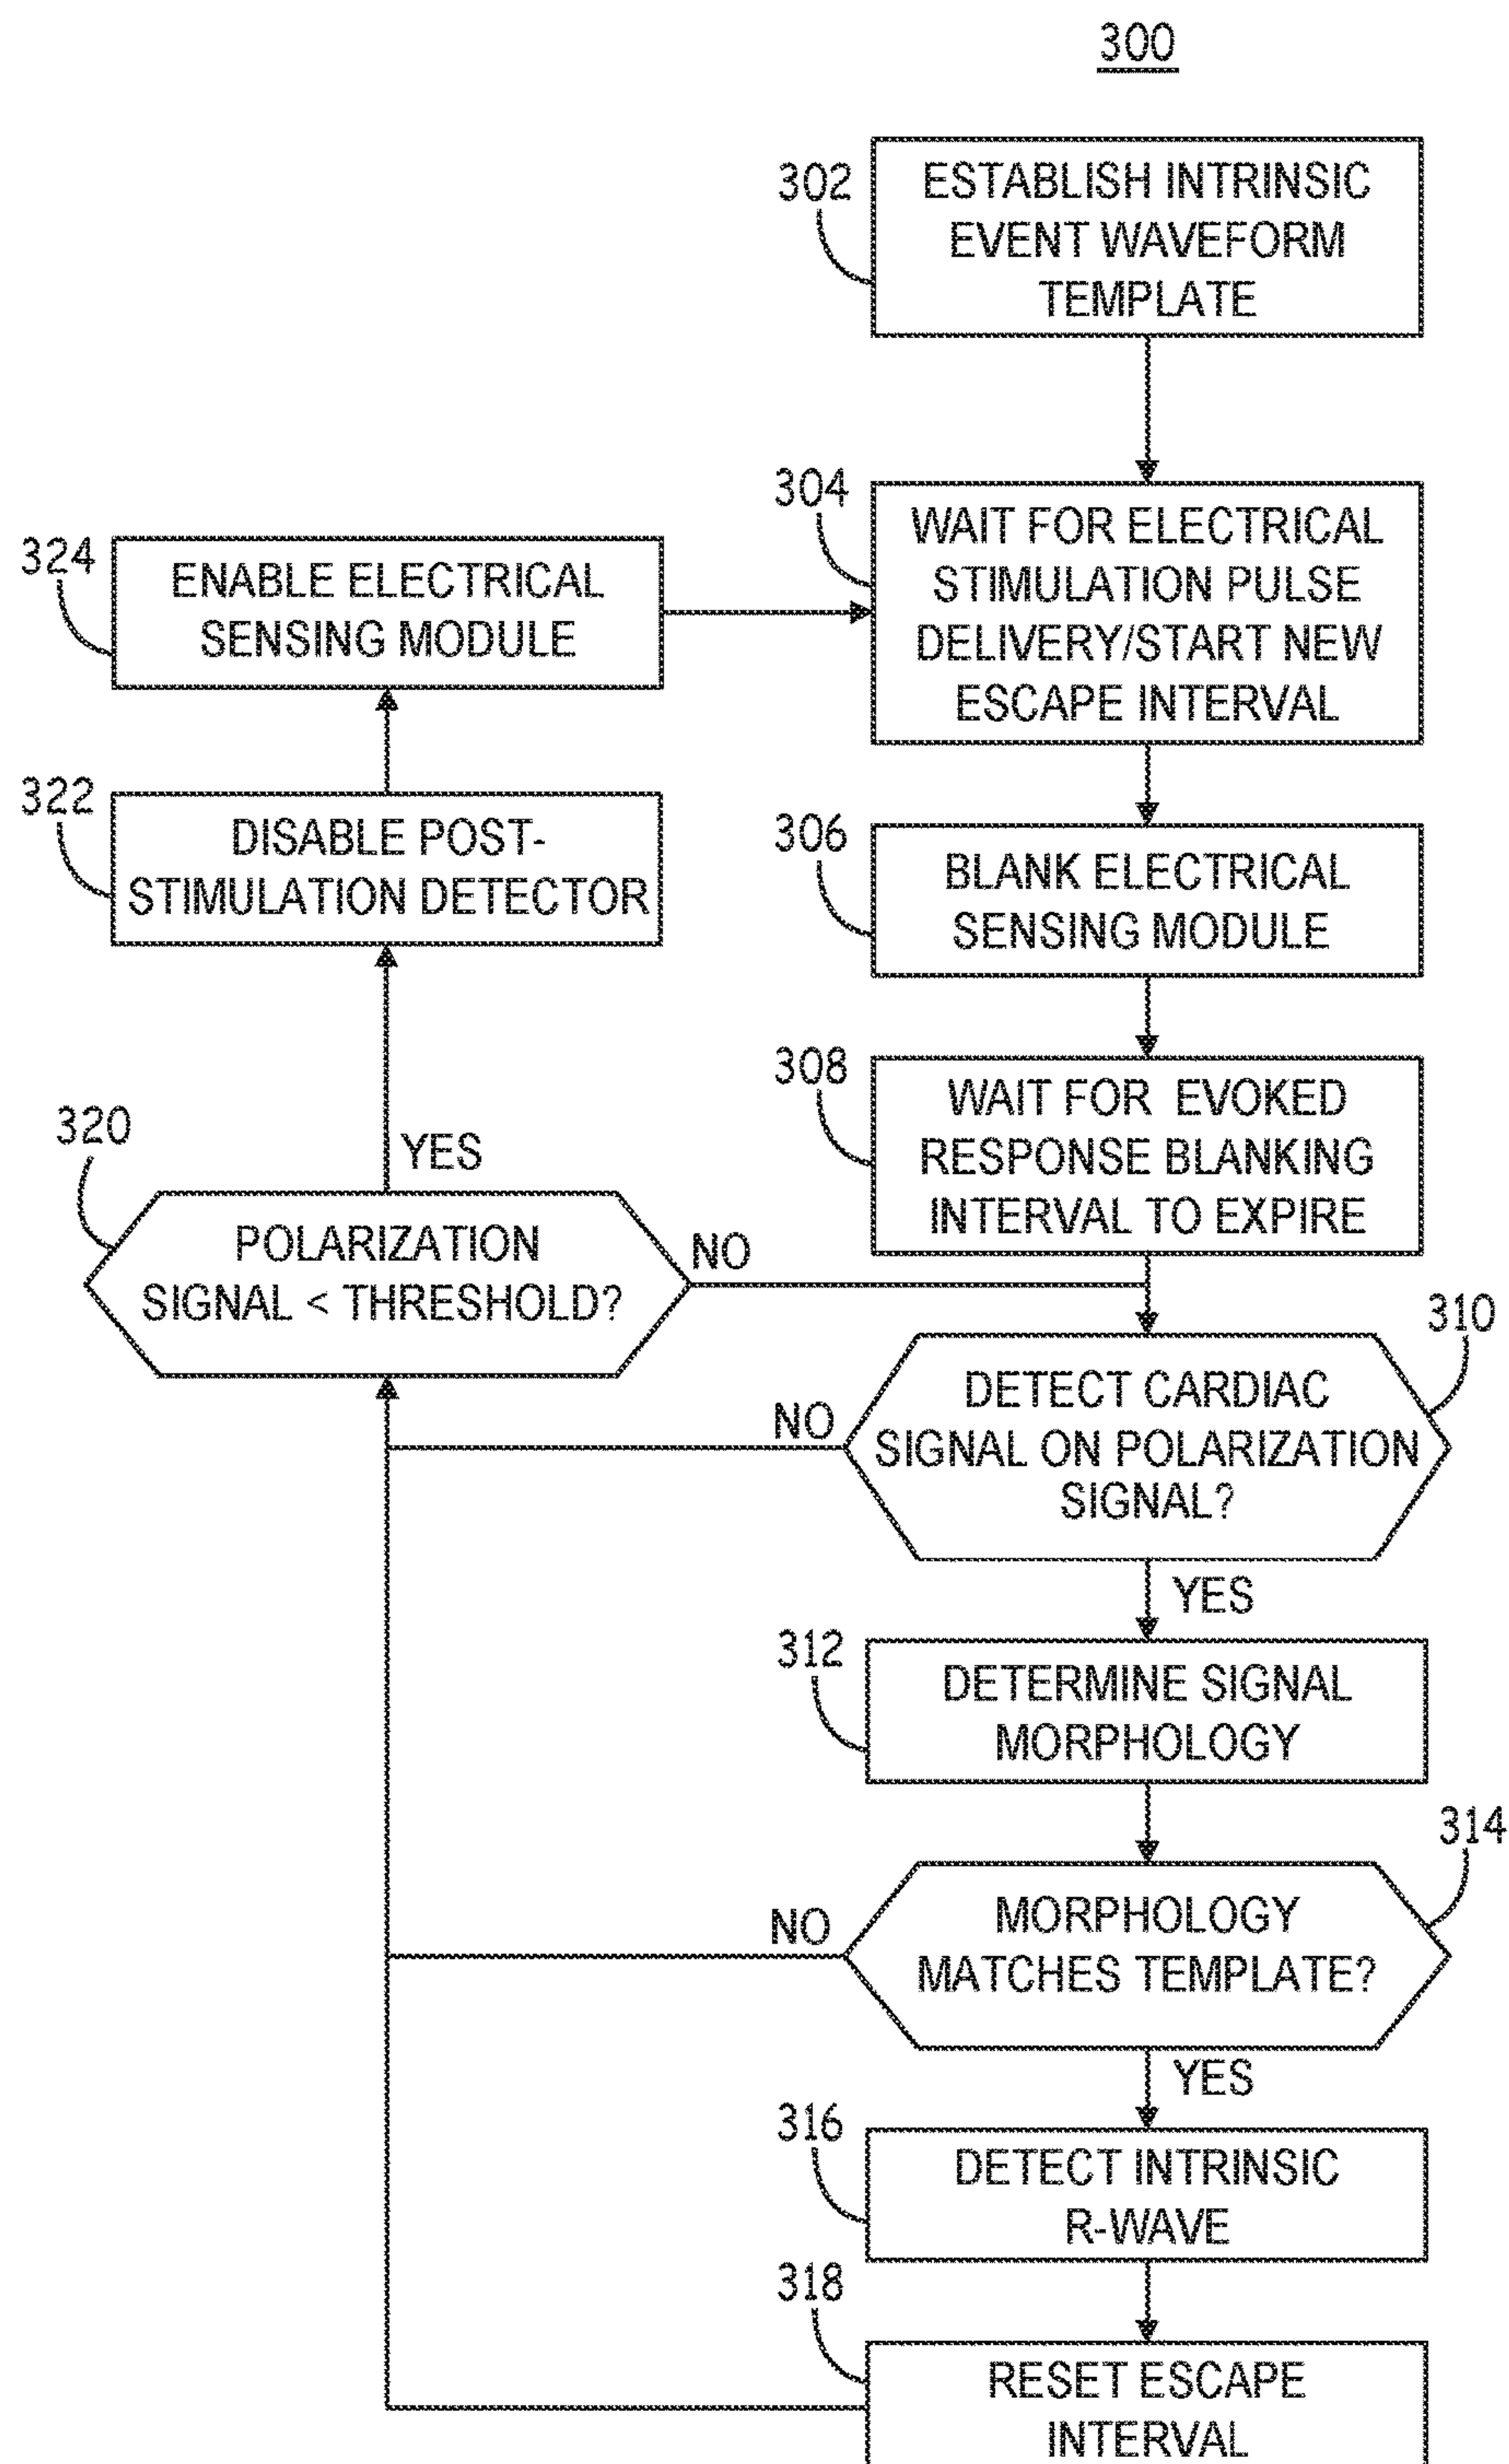 300
302
ESTABLISH INTRINSIC
EVENT WAVEFORM
TEMPLATE
304
WAIT FOR ELECTRICAL
STIMULATION PULSE
DELIVERY/START NEW
ESCAPE INTERVAL
324
ENABLE ELECTRICAL
SENSING MODULE
322
DISABLE POST-
STIMULATION DETECTOR
306
BLANK ELECTRICAL
SENSING MODULE
308
WAIT FOR EVOKED
RESPONSE BLANKING
INTERVAL TO EXPIRE
320
YES
POLARIZATION
SIGNAL < THRESHOLD?
NO
310
DETECT CARDIAC
SIGNAL ON POLARIZATION
SIGNAL?
NO
YES
312
DETERMINE SIGNAL
MORPHOLOGY
314
MORPHOLOGY
MATCHES TEMPLATE?
NO
YES
316
DETECT INTRINSIC
R-WAVE
318
RESET ESCAPE
INTERVAL